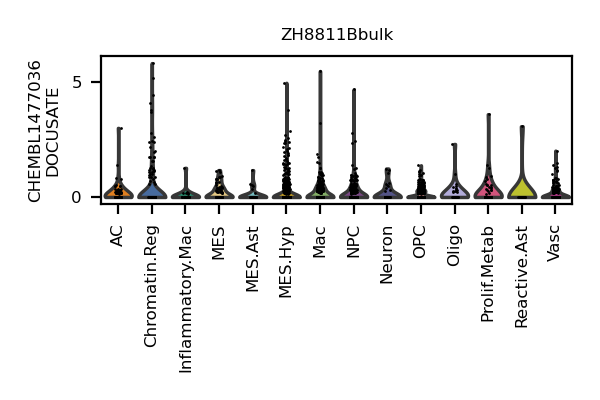 ZH8811Bbulk
CHEMBL1477036
DOCUSATE
5
0
AC
Chromatin.Reg
Inflammatory.Mac
MES
MES.Ast
MES.Hyp
Mac
NPC
Neuron
OPC
Oligo
Prolif.Metab
Reactive.Ast
Vasc